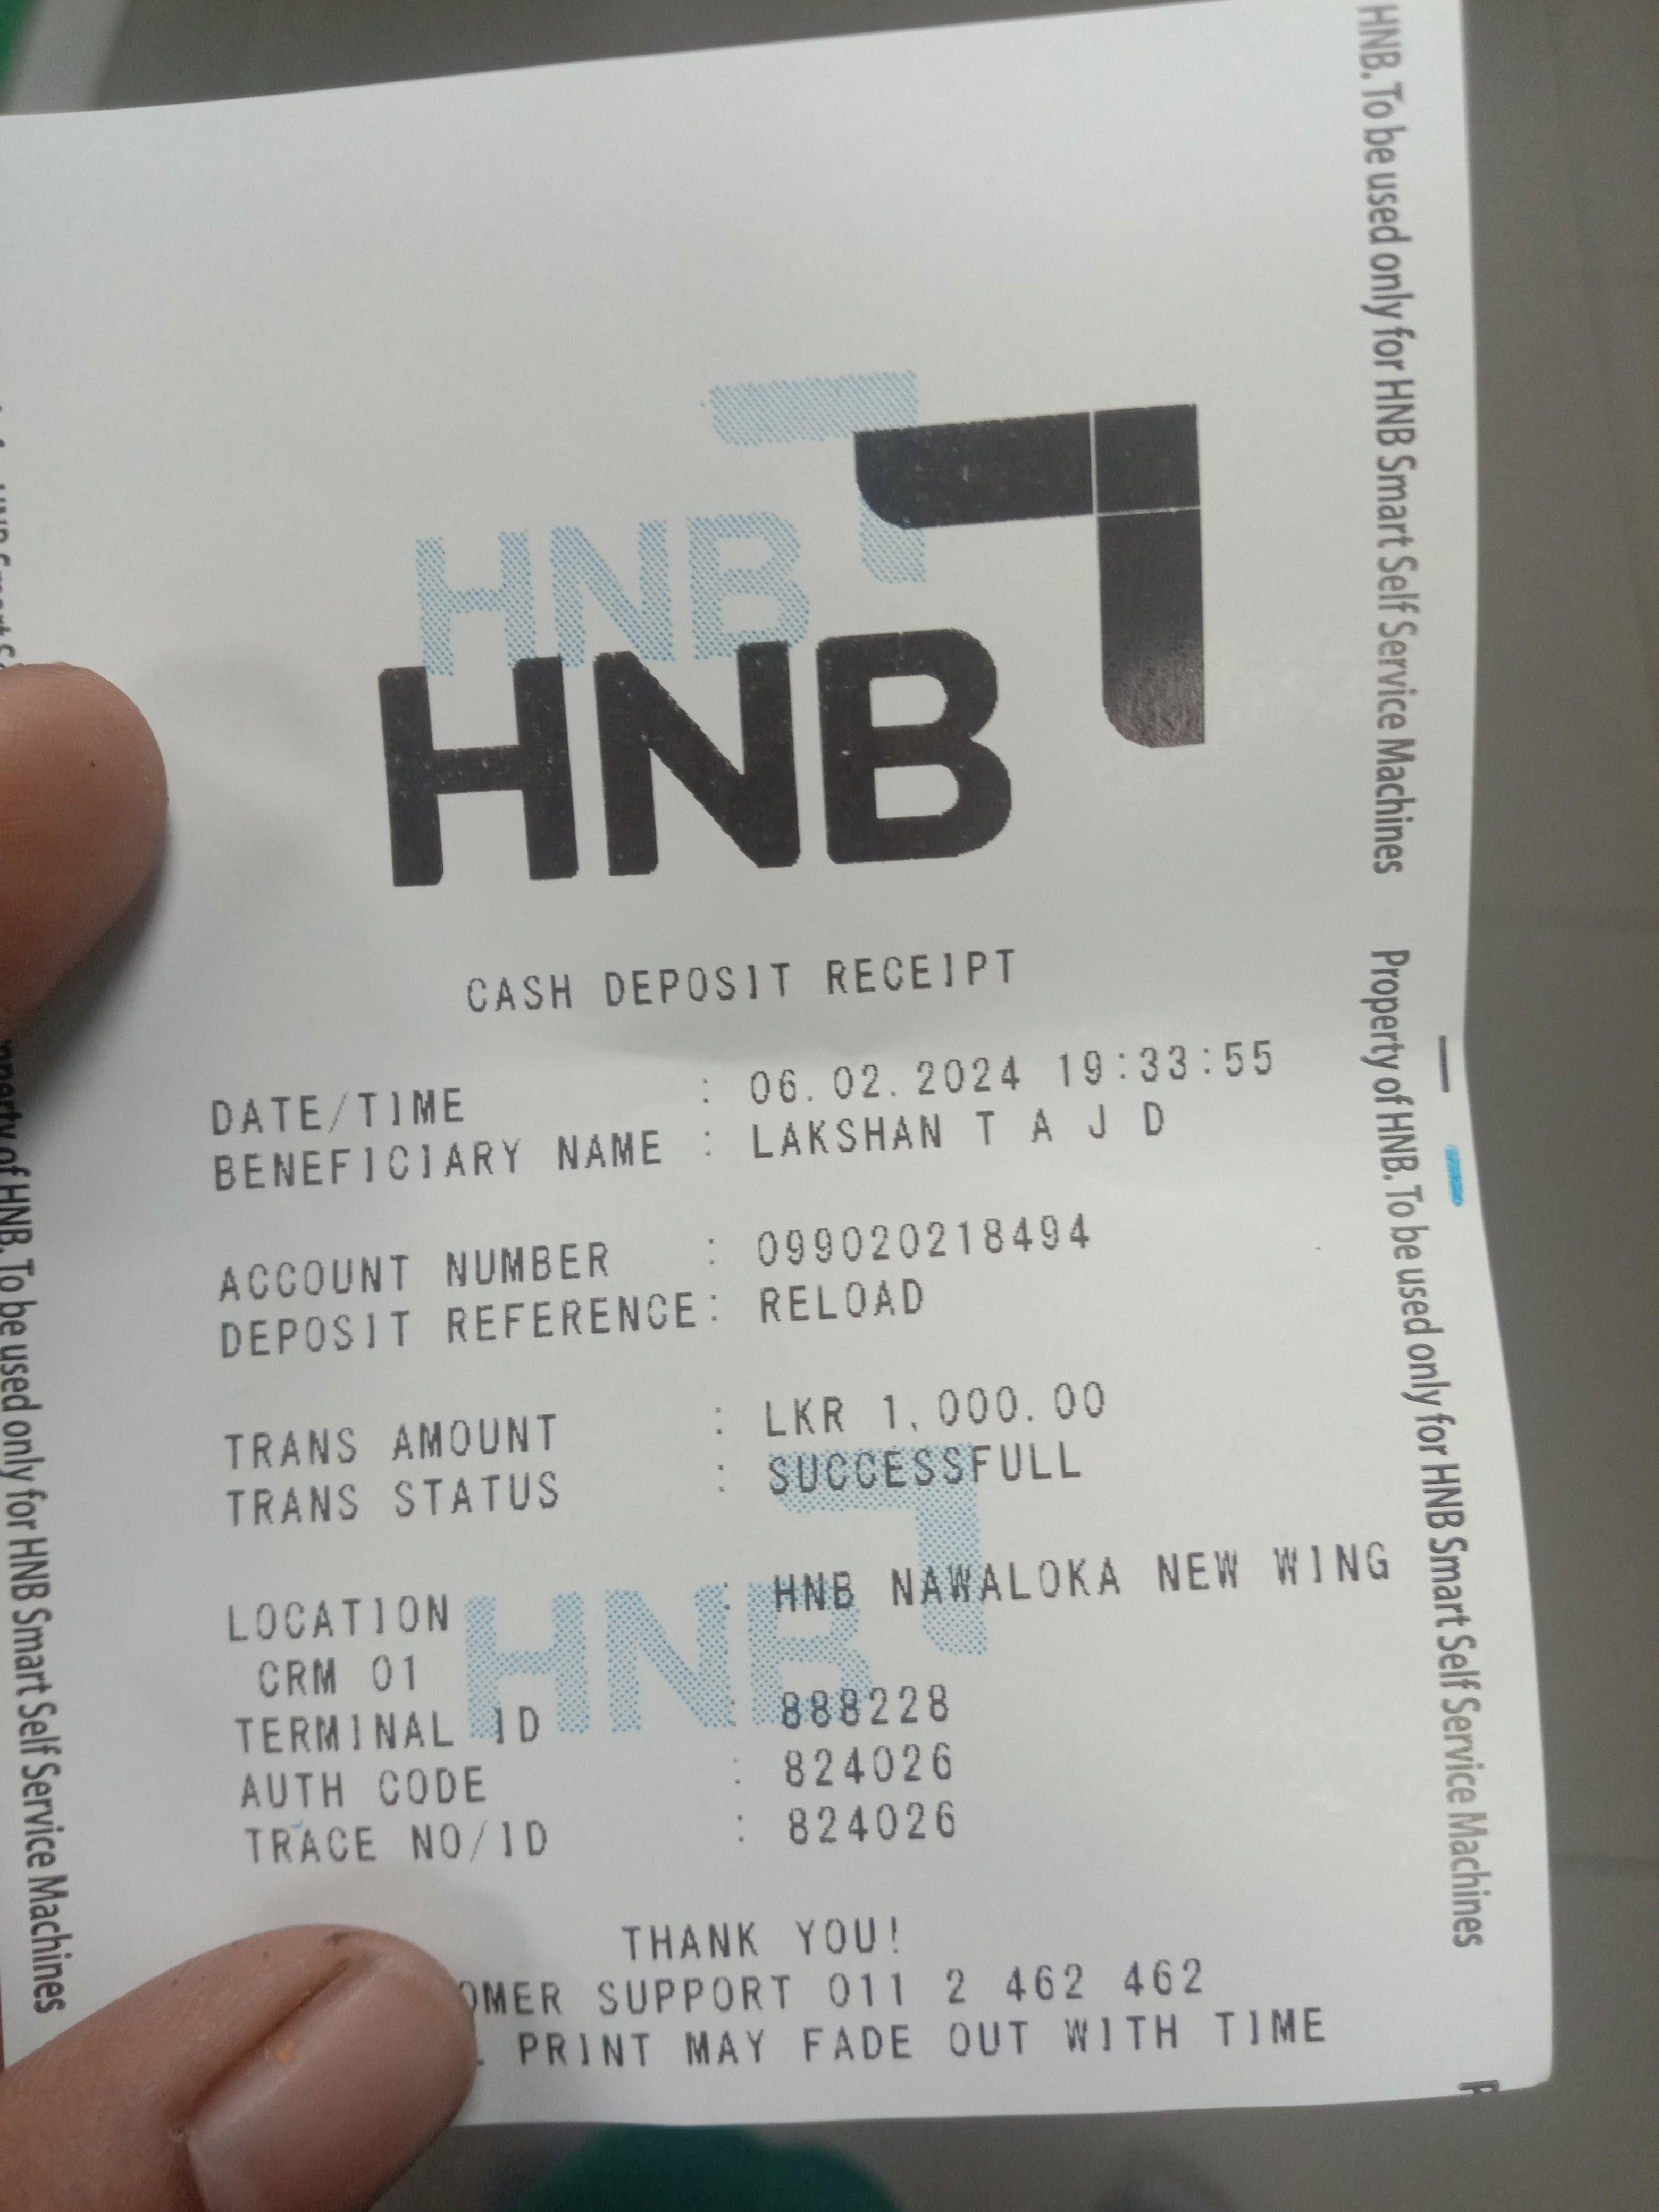 HNB
HNB
CASH DEPOSIT RECEIPT
DATE/TIME : 06.02.2024 19:33:55
BENEFICIARY NAME : LAKSHAN T A J D
ACCOUNT NUMBER : 099020218494
DEPOSIT REFERENCE: RELOAD
TRANS AMOUNT : LKR 1,000.00
TRANS STATUS : SUCCESSFULL
LOCATION : HNB NAWALOKA NEW WING
CRM 01
TERMINAL ID : 888228
AUTH CODE : 824026
TRACE NO/ID : 824026
HNB
THANK YOU!
SUPPORT 011 2 462 462
PRINT MAY FADE OUT WITH TIME
HNB. To be used only for HNB Smart Self Service Machines
Property of HNB. To be used only for HNB Smart Self Service Machines
of HNB. To be used only for HNB Smart Self Service Machines